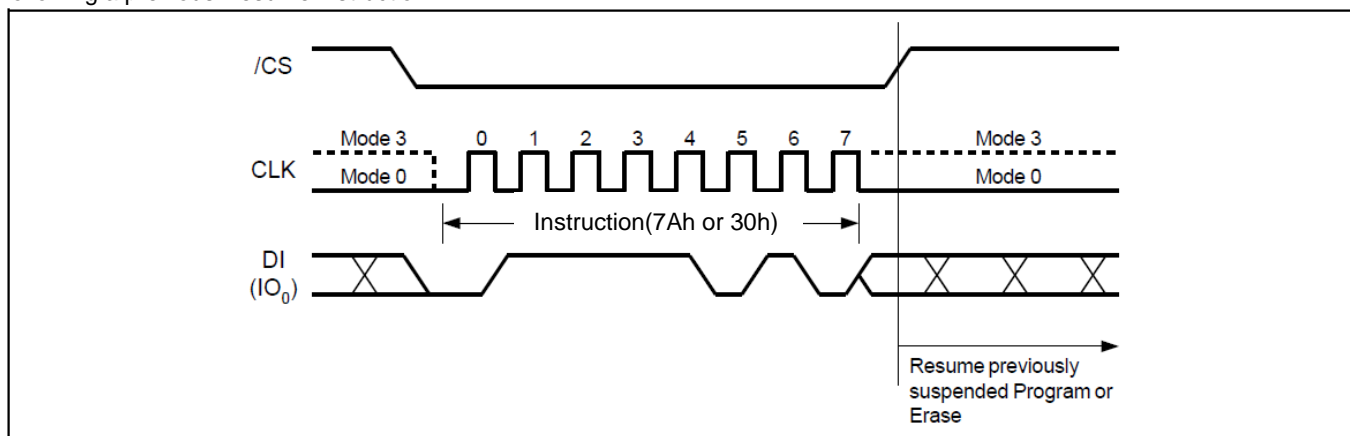 /CS
Mode 3 0 1 2 3 4 5 6 7 Mode 3
CLK
Mode 0 Mode 0
Instruction(7Ah or 30h)
DI
(IO0)
Resume previously
suspended Program or
Erase